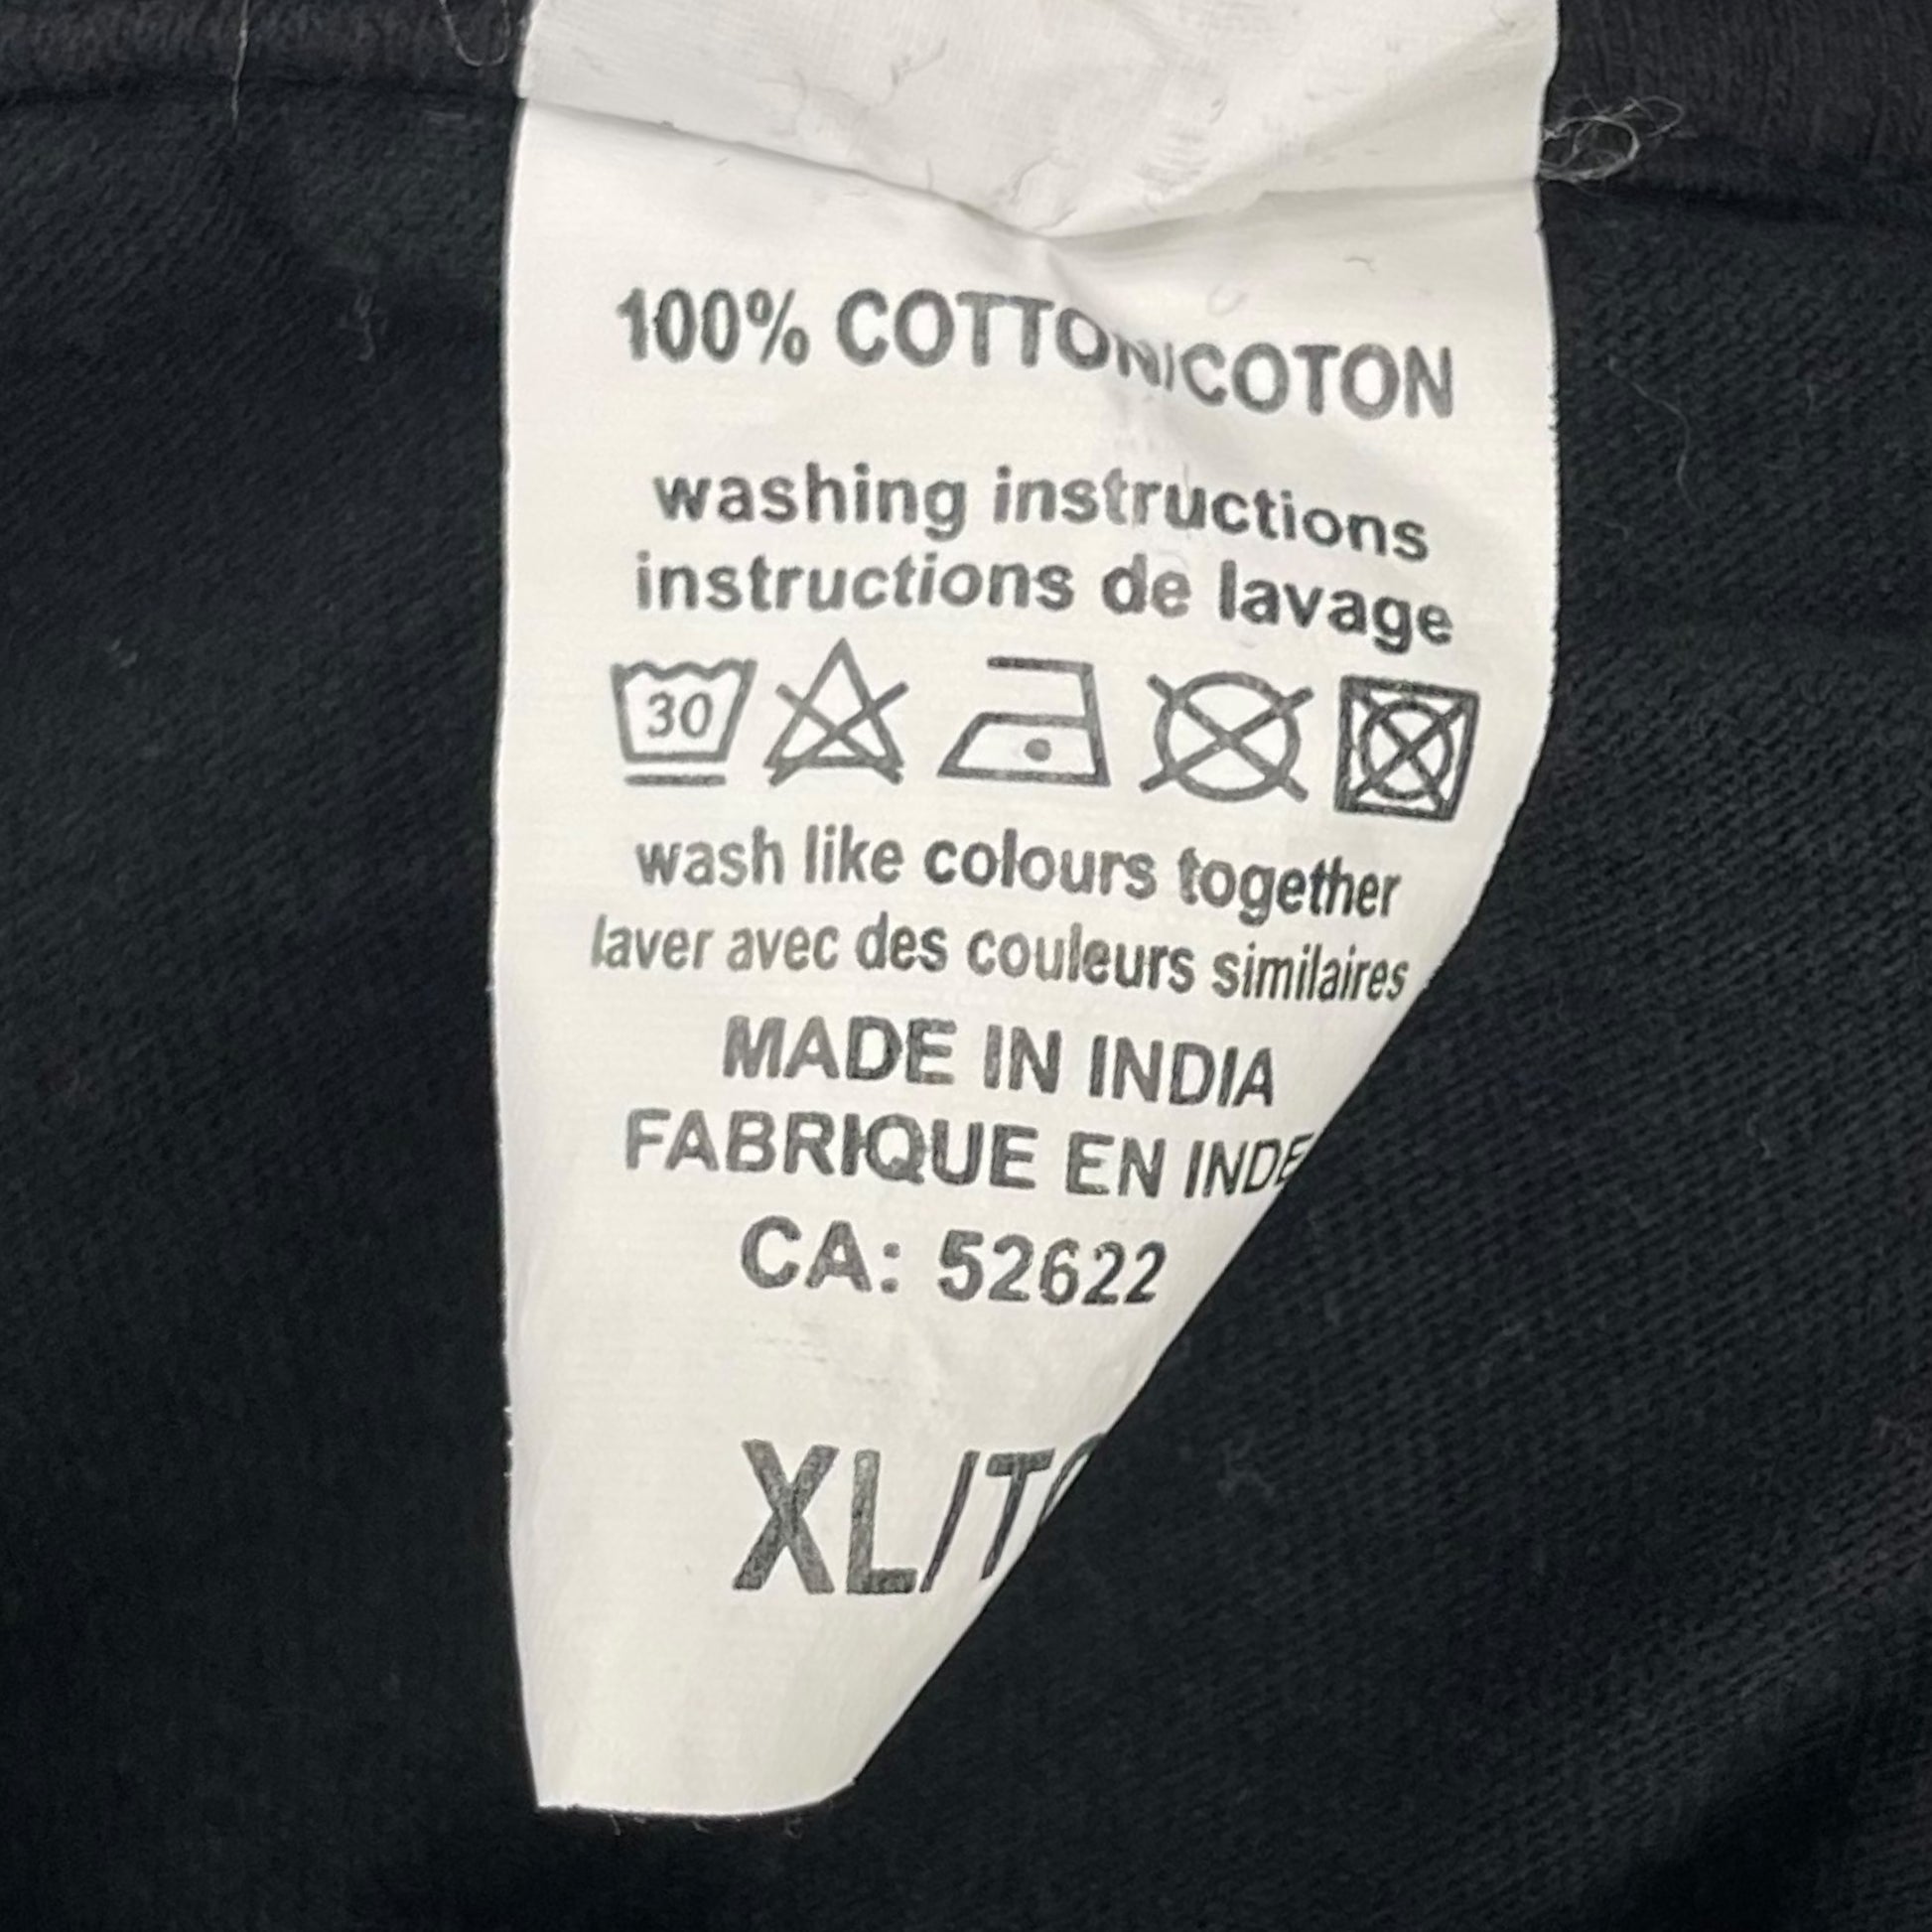 100% COTTON/COTON
washing instructions
instructions de lavage
30
wash like colours together
laver avec des couleurs similaires
MADE IN INDIA
FABRIQUE EN INDE
CA: 52622
XL/T